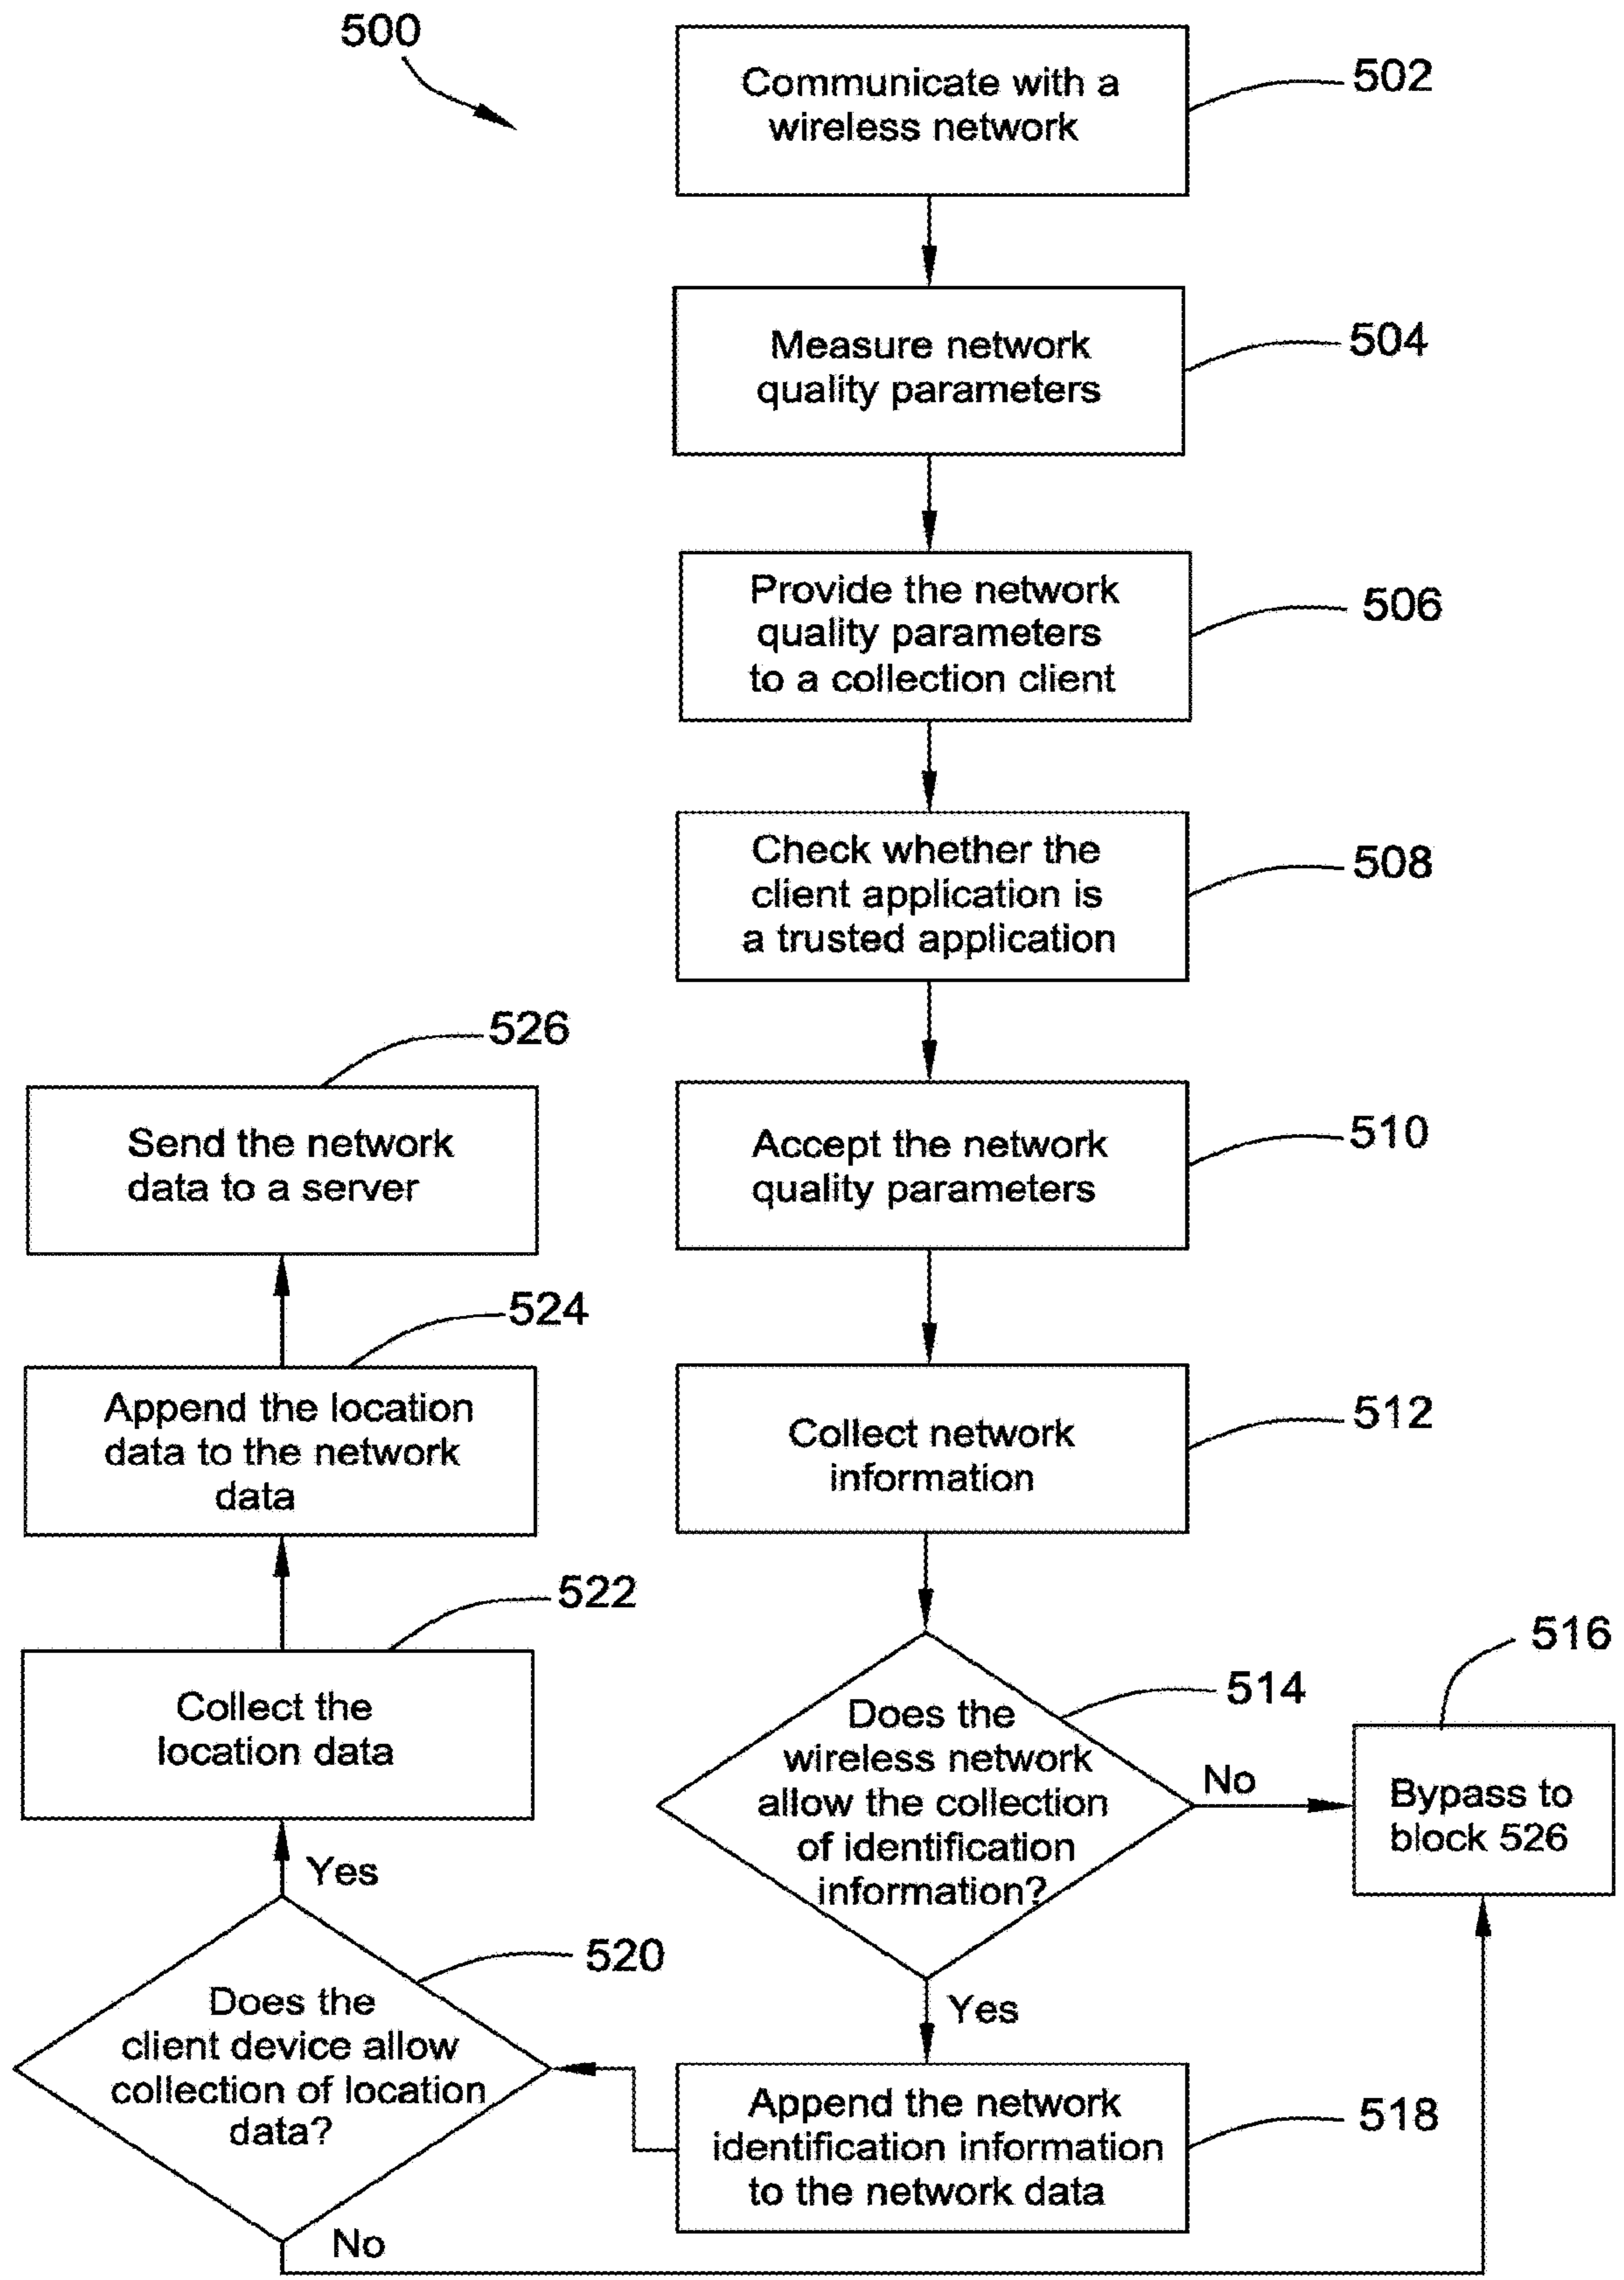 500
Communicate with a
wireless network
502
Measure network
quality parameters
504
Provide the network
quality parameters
to a collection client
506
Check whether the
client application is
a trusted application
508
Accept the network
quality parameters
510
Collect network
information
512
Does the
wireless network
allow the collection
of identification
information?
514
No
Bypass to
block 526
516
Yes
Append the network
identification information
to the network data
518
Does the
client device allow
collection of location
data?
520
No
Yes
Collect the
location data
522
Append the location
data to the network
data
524
Send the network
data to a server
526